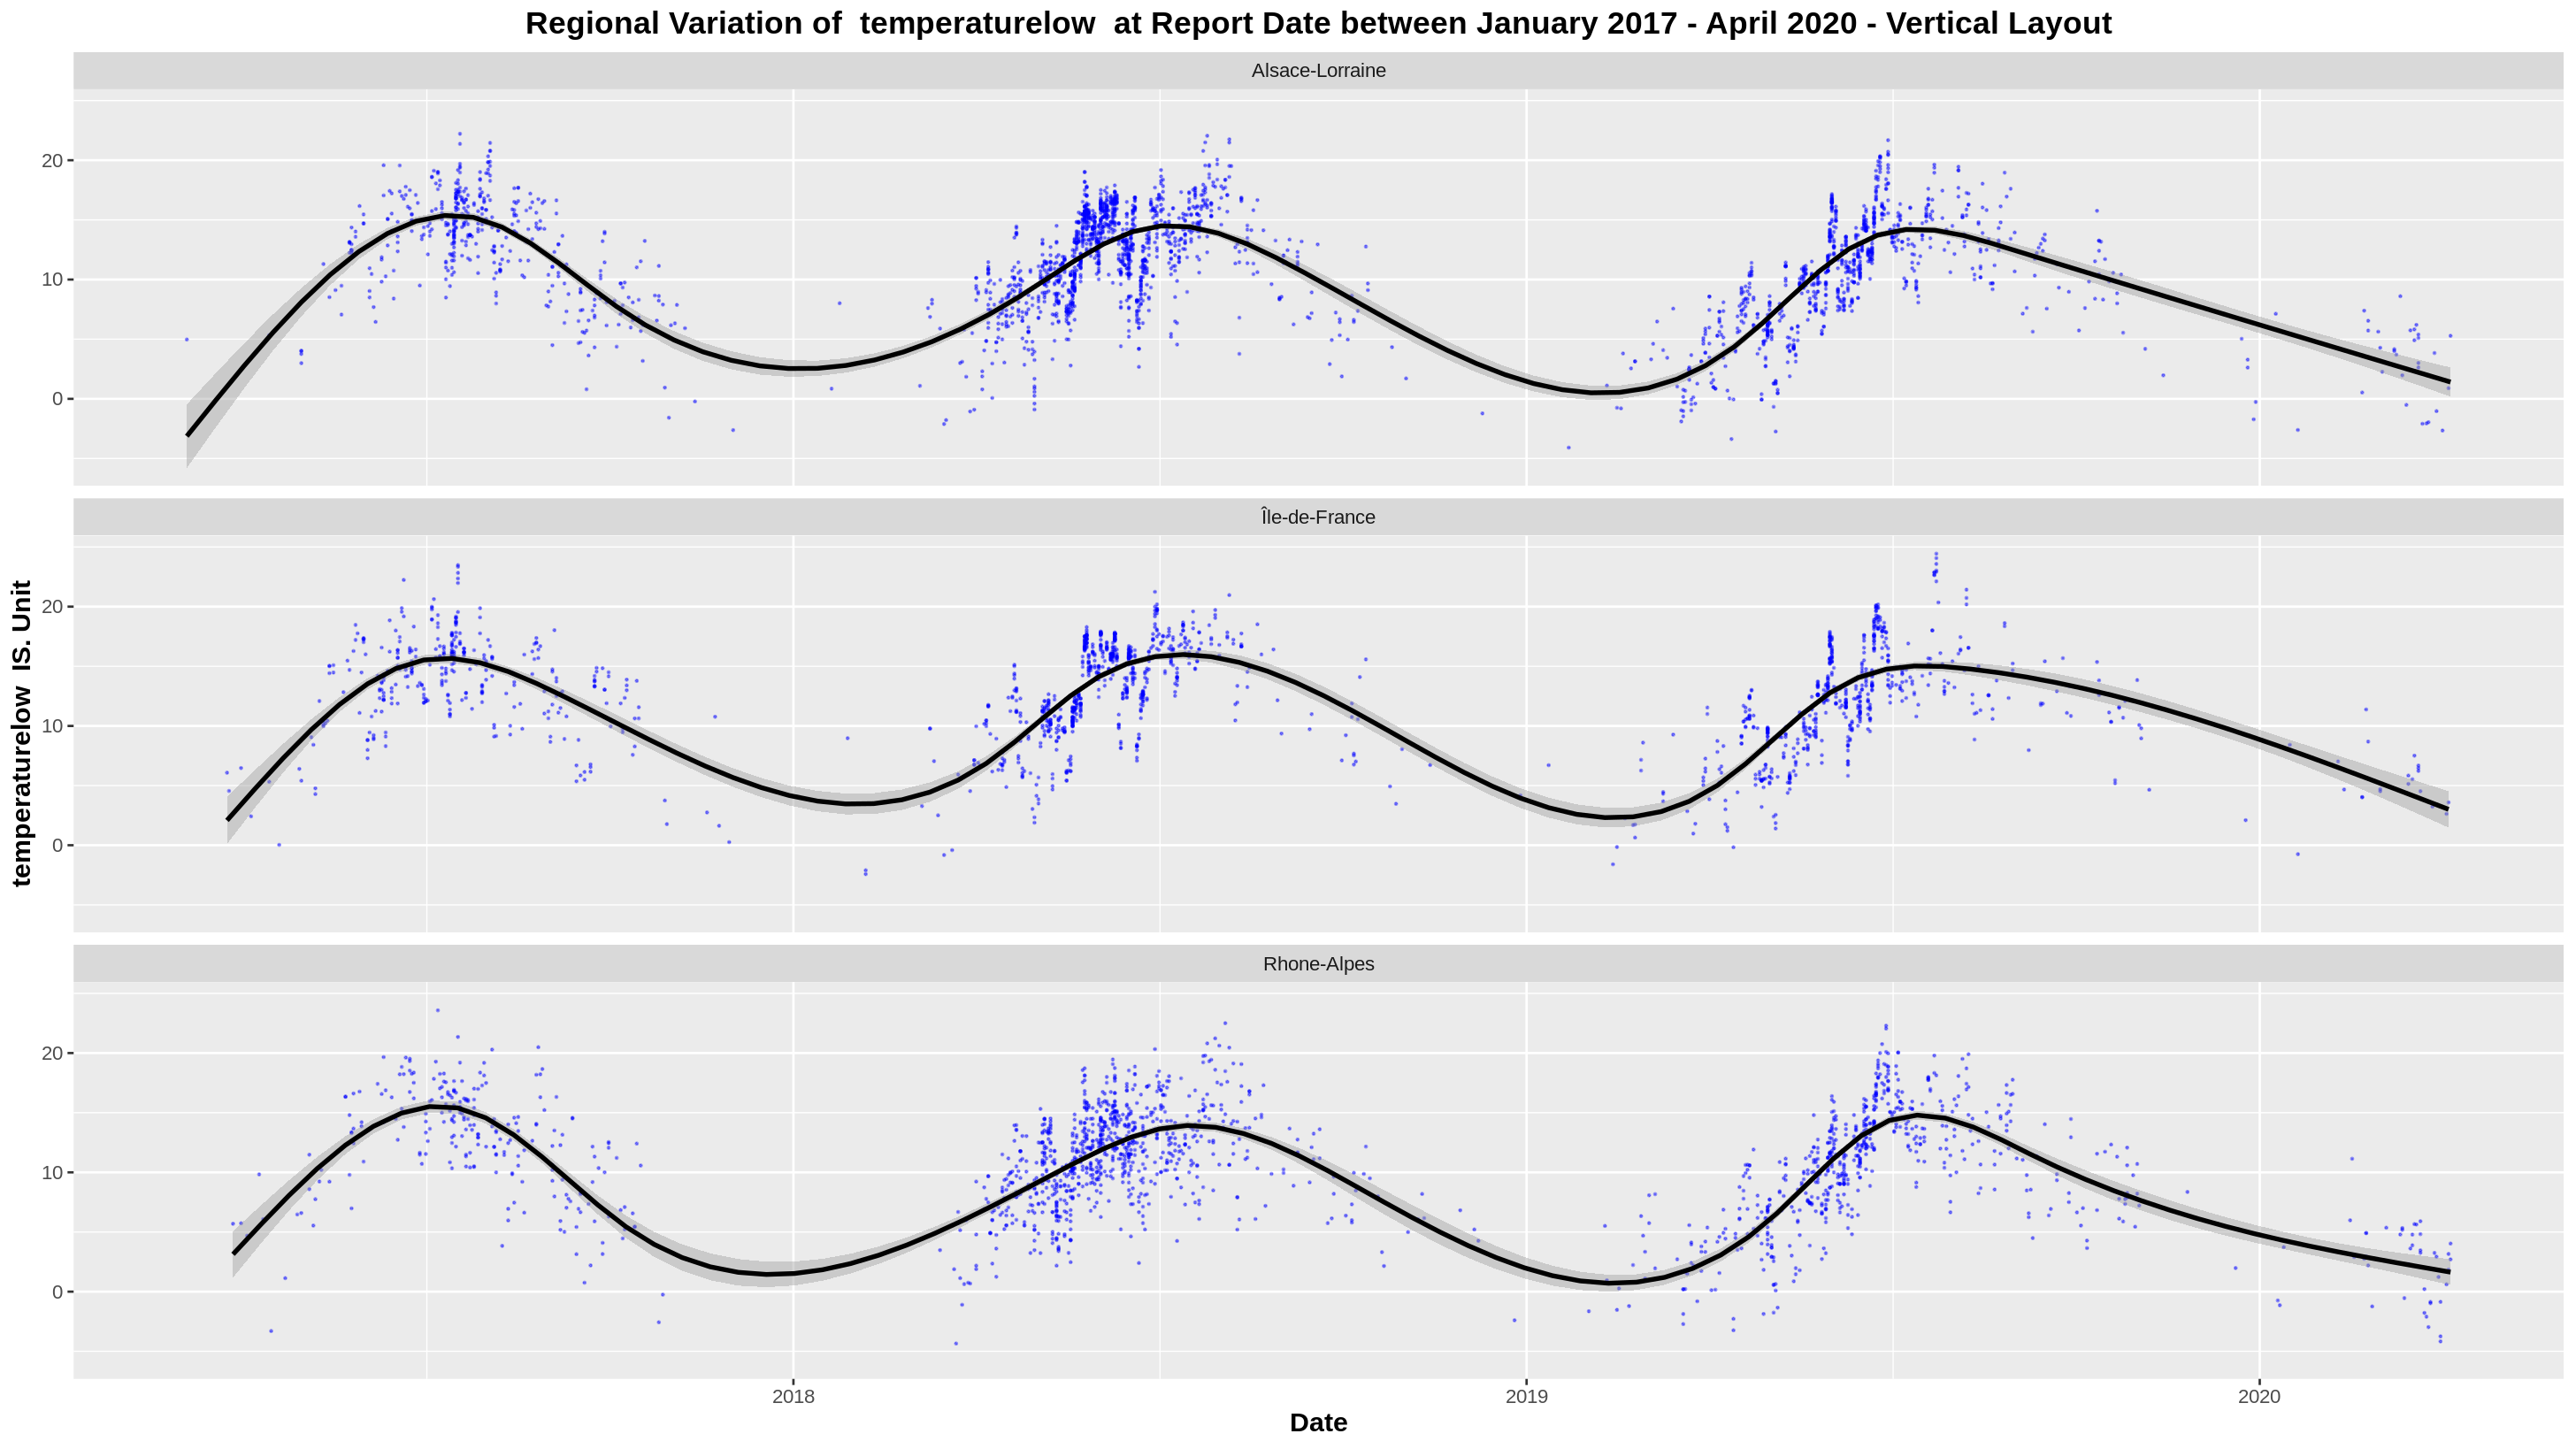 Regional Variation of  temperaturelow  at Report Date between January 2017 - April 2020 - Vertical Layout
Alsace-Lorraine
20
10
0
Île-de-France
20
10
0
temperaturelow  IS. Unit
Rhone-Alpes
20
10
0
2018 2019 2020
Date